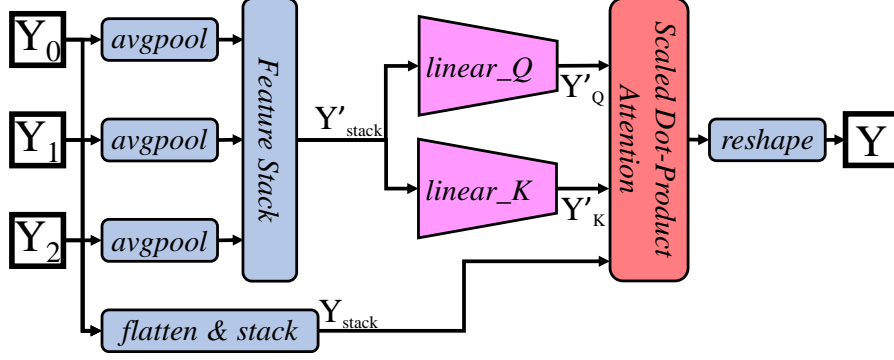 Y0
avgpool
Y1
avgpool
Y2
avgpool
Feature Stack
flatten & stack
Y'stack
Ystack
linear_Q
Y'Q
linear_K
Y'K
Scaled Dot-Product
Attention
reshape
Y